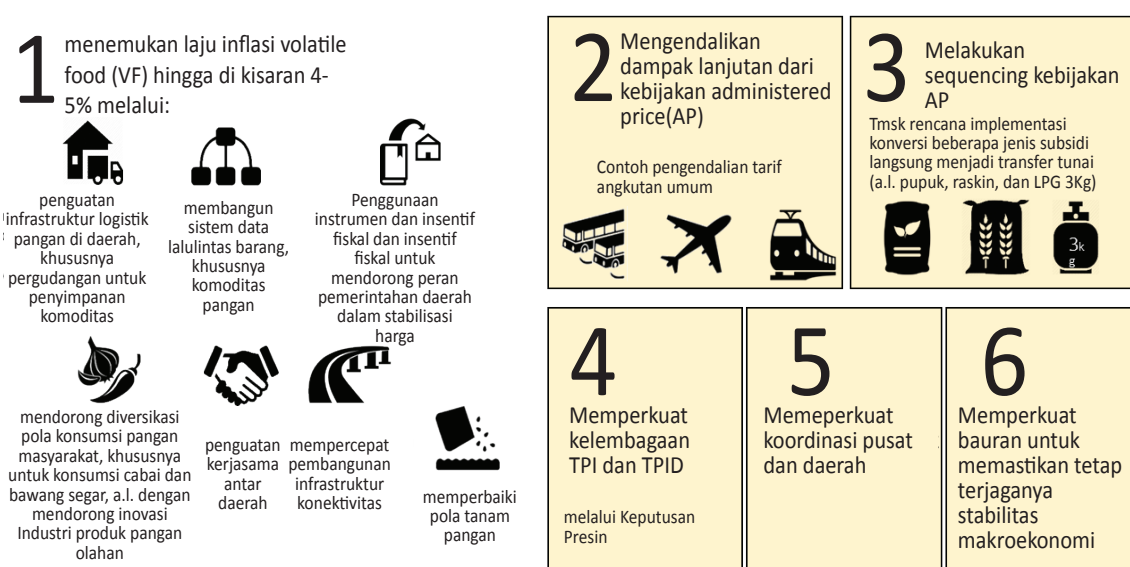 1
menemukan laju inflasi volatile
food (VF) hingga di kisaran 4-
5% melalui:
penguatan
infrastruktur logistik
pangan di daerah,
khususnya
pergudangan untuk
penyimpanan
komoditas
membangun
sistem data
lalulintas barang,
khususnya
komoditas
pangan
Penggunaan
instrumen dan insentif
fiskal dan insentif
fiskal untuk
mendorong peran
pemerintahan daerah
dalam stabilisasi
harga
mendorong diversikasi
pola konsumsi pangan
masyarakat, khususnya
untuk konsumsi cabai dan
bawang segar, a.l. dengan
mendorong inovasi
Industri produk pangan
olahan
penguatan
kerjasama
antar
daerah
mempercepat
pembangunan
infrastruktur
konektivitas
memperbaiki
pola tanam
pangan
2
Mengendalikan
dampak lanjutan dari
kebijakan administered
price(AP)
Contoh pengendalian tarif
angkutan umum
3
Melakukan
sequencing kebijakan
AP
Tmsk rencana implementasi
konversi beberapa jenis subsidi
langsung menjadi transfer tunai
(a.l. pupuk, raskin, dan LPG 3Kg)
3k
g
4
Memperkuat
kelembagaan
TPI dan TPID
melalui Keputusan
Presin
5
Memeperkuat
koordinasi pusat
dan daerah
6
Memperkuat
bauran untuk
memastikan tetap
terjaganya
stabilitas
makroekonomi